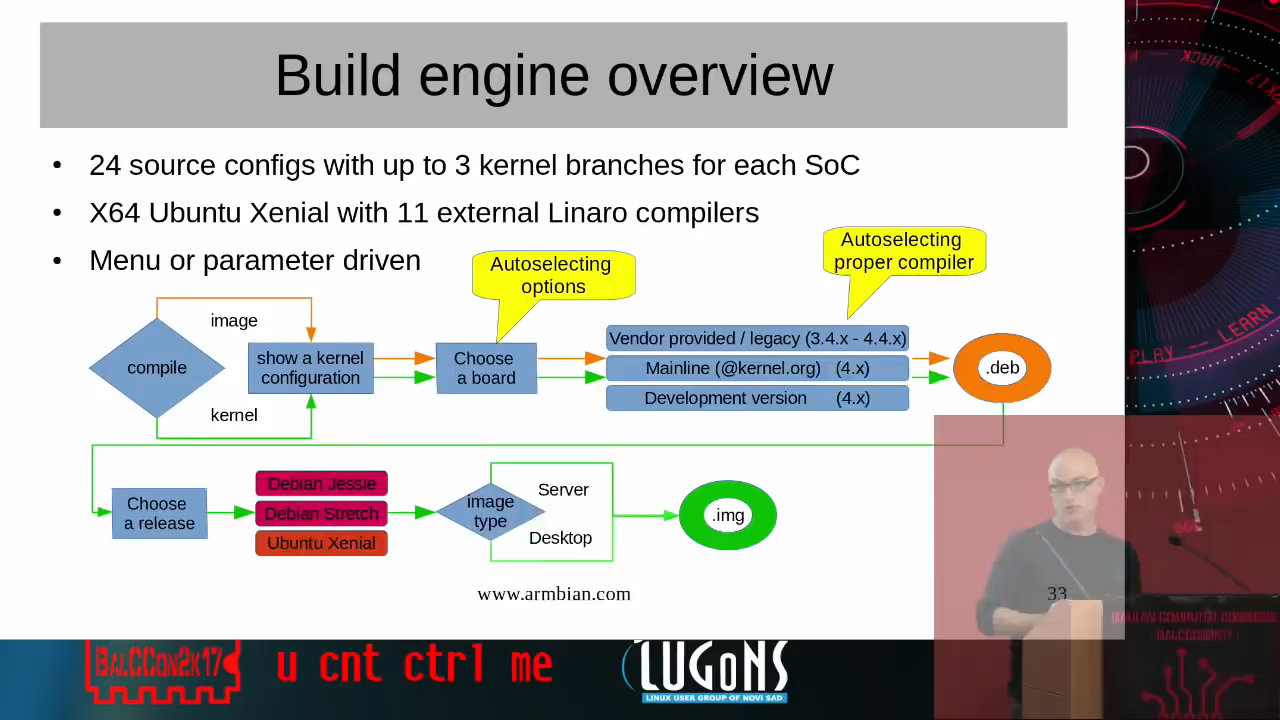 Build engine overview
• 24 source configs with up to 3 kernel branches for each SoC
• X64 Ubuntu Xenial with 11 external Linaro compilers
• Menu or parameter driven
Autoselecting
options
Autoselecting
proper compiler
image
compile
kernel
show a kernel
configuration
Choose
a board
Vendor provided / legacy (3.4.x - 4.4.x)
Mainline (@kernel.org) (4.x)
Development version (4.x)
.deb
Choose
a release
Debian Jessie
Debian Stretch
Ubuntu Xenial
image
type
Server
Desktop
.img
www.armbian.com
33
HACK
PLAY -- LEARN
BALCCON2K17
u cnt ctrl me
LUGoNS
LINUX USER GROUP OF NOVI SAD